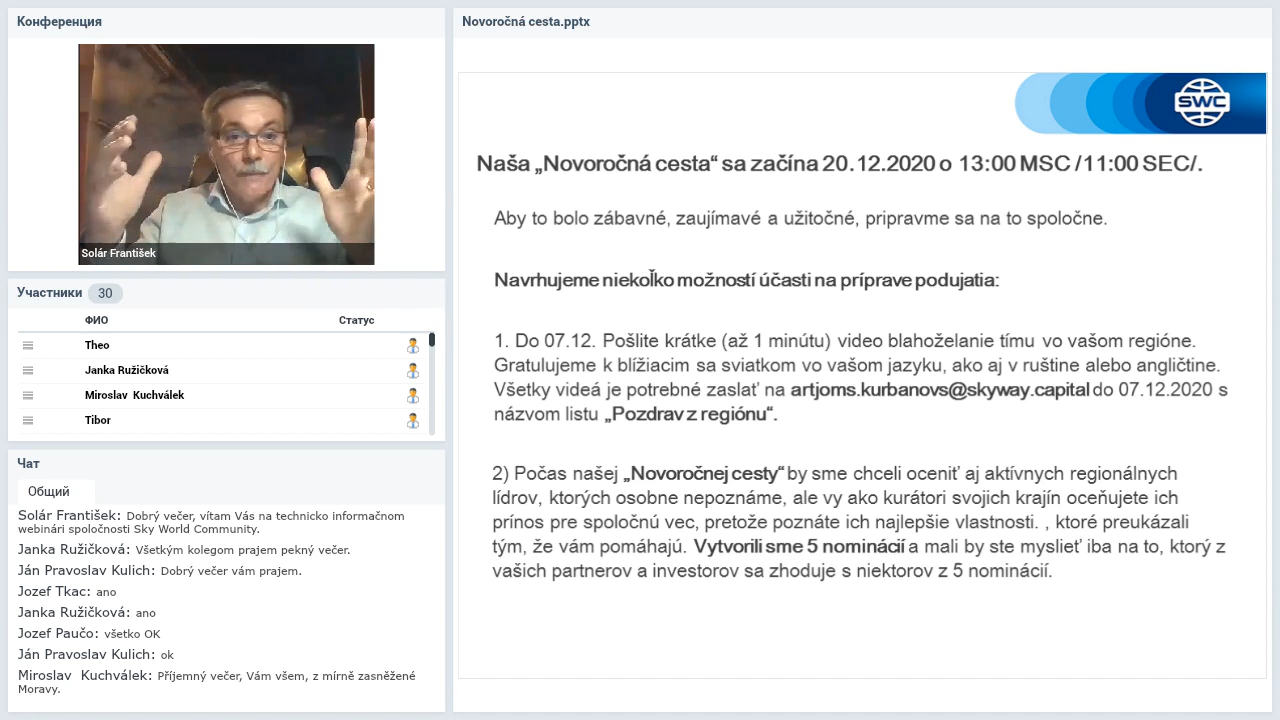 Конференция
Solár František
Участники 30
ФИО Статус
Theo
Janka Ružičková
Miroslav Kuchválek
Tibor
Чат
Общий
Solár František: Dobrý večer, vítam Vás na technicko informačnom
webinári spoločnosti Sky World Community.
Janka Ružičková: Všetkým kolegom prajem pekný večer.
Ján Pravoslav Kulich: Dobrý večer vám prajem.
Jozef Tkac: ano
Janka Ružičková: ano
Jozef Paučo: všetko OK
Ján Pravoslav Kulich: ok
Miroslav Kuchválek: Příjemný večer, Vám všem, z mírně zasněžené
Moravy.
Novoročná cesta.pptx
SWC
Naša „Novoročná cesta“ sa začína 20.12.2020 o 13:00 MSC /11:00 SEC/.
Aby to bolo zábavné, zaujímavé a užitočné, pripravme sa na to spoločne.
Navrhujeme niekoľko možností účasti na príprave podujatia:
1. Do 07.12. Pošlite krátke (až 1 minútu) video blahoželanie tímu vo vašom regióne.
Gratulujeme k blížiacim sa sviatkom vo vašom jazyku, ako aj v ruštine alebo angličtine.
Všetky videá je potrebné zaslať na artjoms.kurbanovs@skyway.capital do 07.12.2020 s
názvom listu „Pozdrav z regiónu“.
2) Počas našej „Novoročnej cesty“ by sme chceli oceniť aj aktívnych regionálnych
lídrov, ktorých osobne nepoznáme, ale vy ako kurátori svojich krajín oceňujete ich
prínos pre spoločnú vec, pretože poznáte ich najlepšie vlastnosti. , ktoré preukázali
tým, že vám pomáhajú. Vytvorili sme 5 nominácií a mali by ste myslieť iba na to, ktorý z
vašich partnerov a investorov sa zhoduje s niektorov z 5 nominácií.